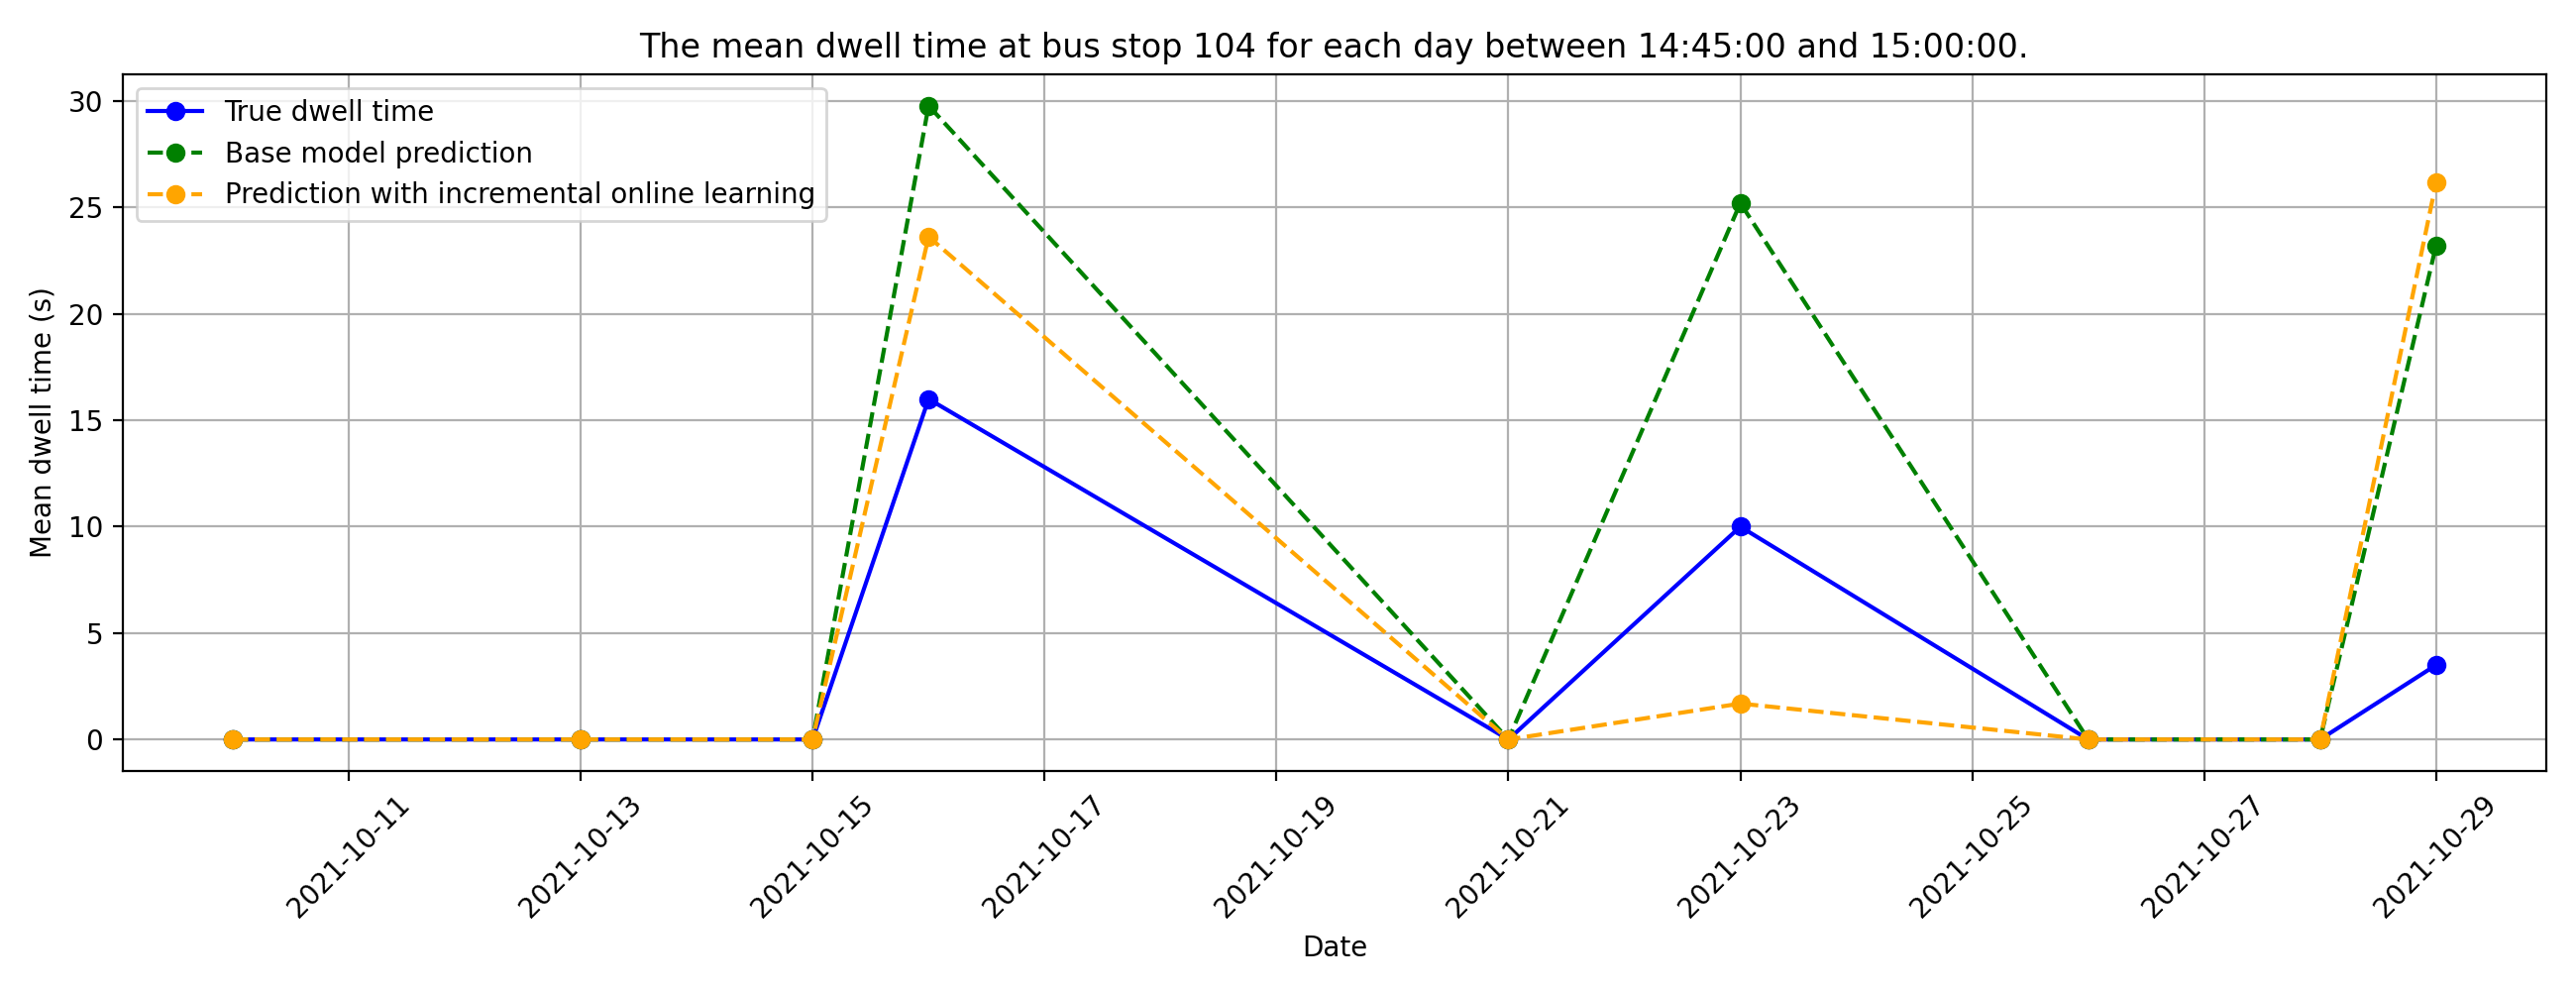 The mean dwell time at bus stop 104 for each day between 14:45:00 and 15:00:00.
True dwell time
Base model prediction
Prediction with incremental online learning
Mean dwell time (s)
30
25
20
15
10
5
0
2021-10-11
2021-10-13
2021-10-15
2021-10-17
2021-10-19
2021-10-21
2021-10-23
2021-10-25
2021-10-27
2021-10-29
Date